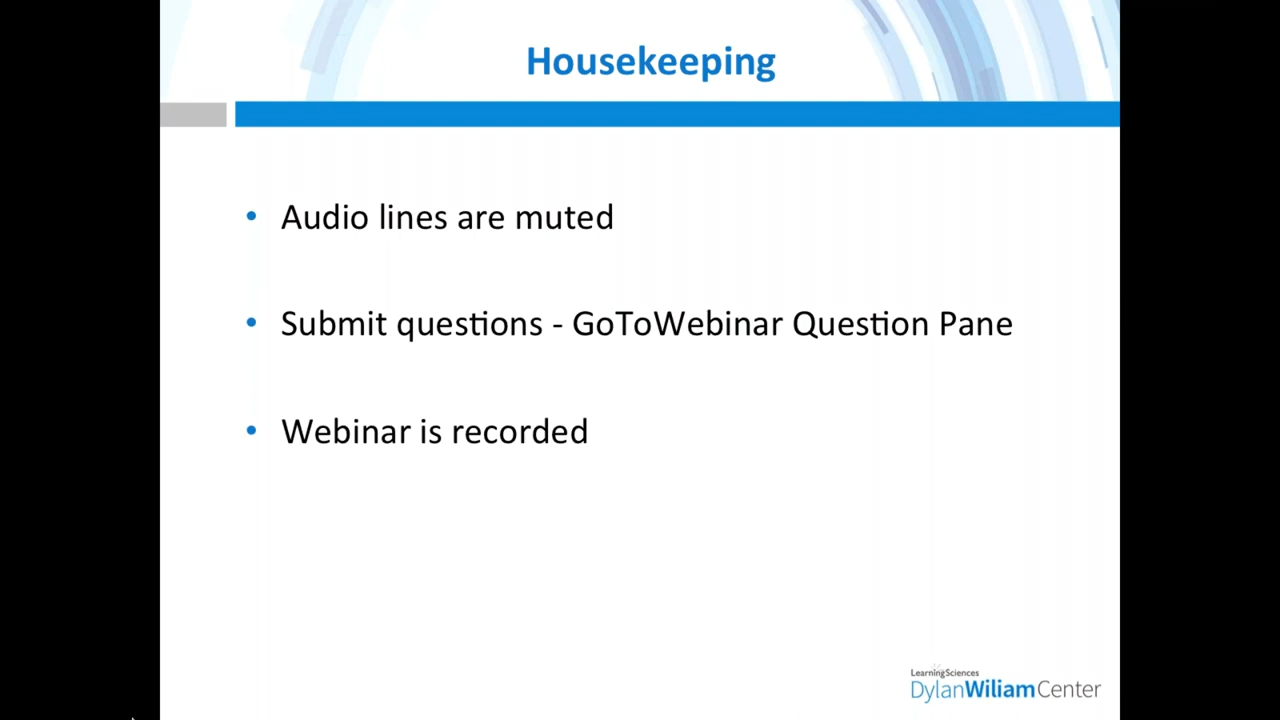 Housekeeping
• Audio lines are muted
• Submit questions - GoToWebinar Question Pane
• Webinar is recorded
LearningSciences
DylanWiliamCenter